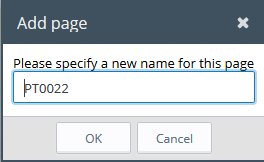 Add page
Please specify a new name for this page
PT0022
OK
Cancel